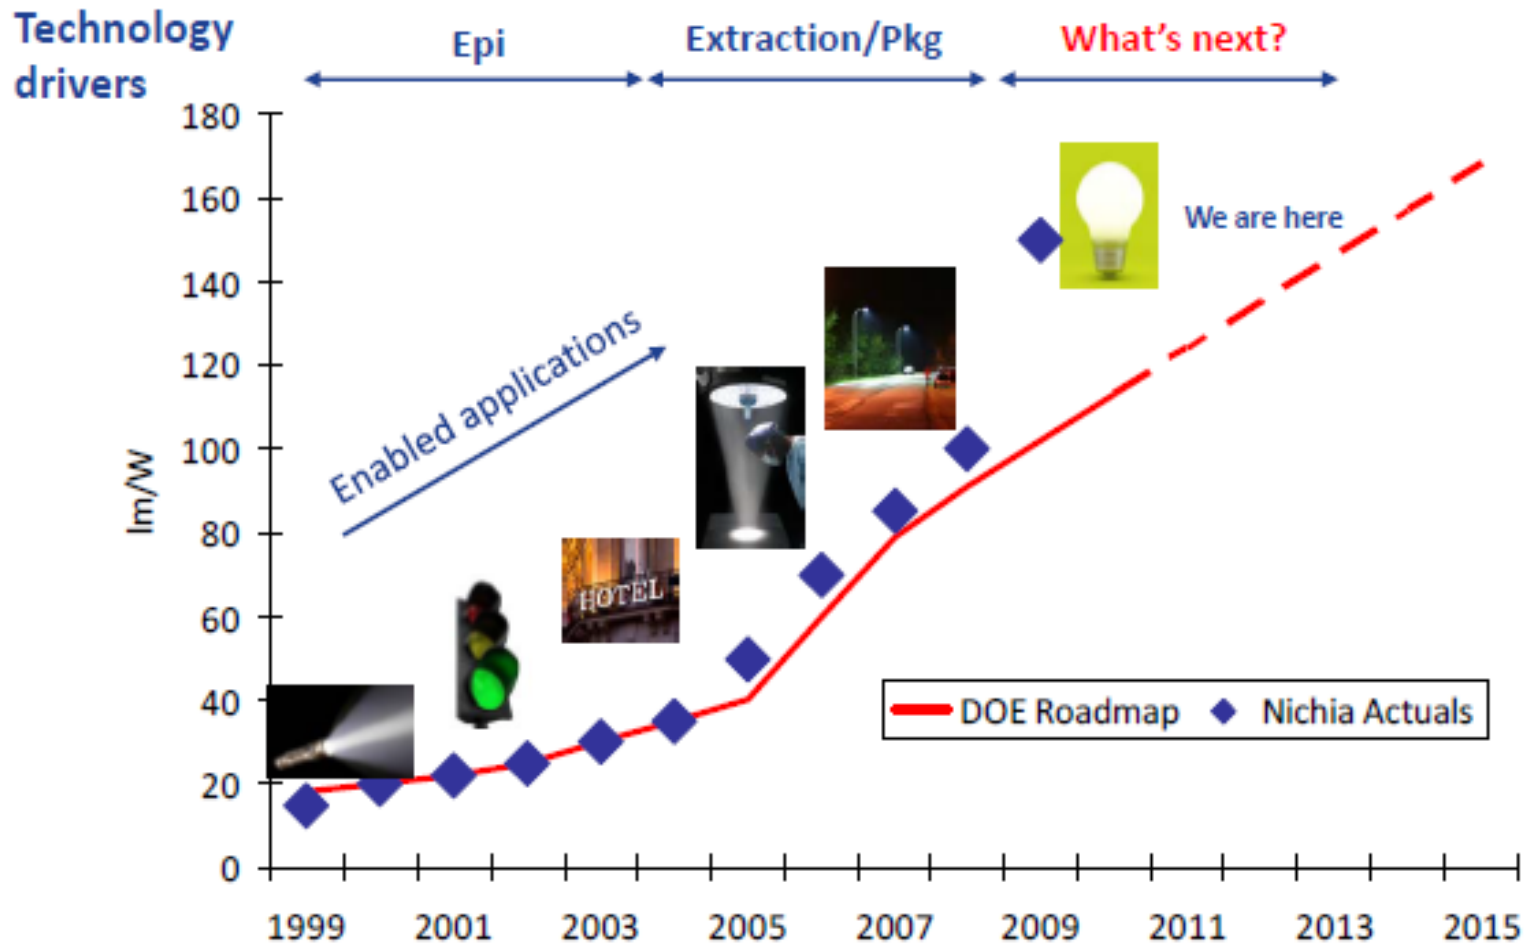 Technology
drivers
Epi
Extraction/Pkg
What's next?
180
160
140
120
100
80
60
40
20
0
lm/W
Enabled applications
We are here
HOTEL
DOE Roadmap
Nichia Actuals
1999
2001
2003
2005
2007
2009
2011
2013
2015